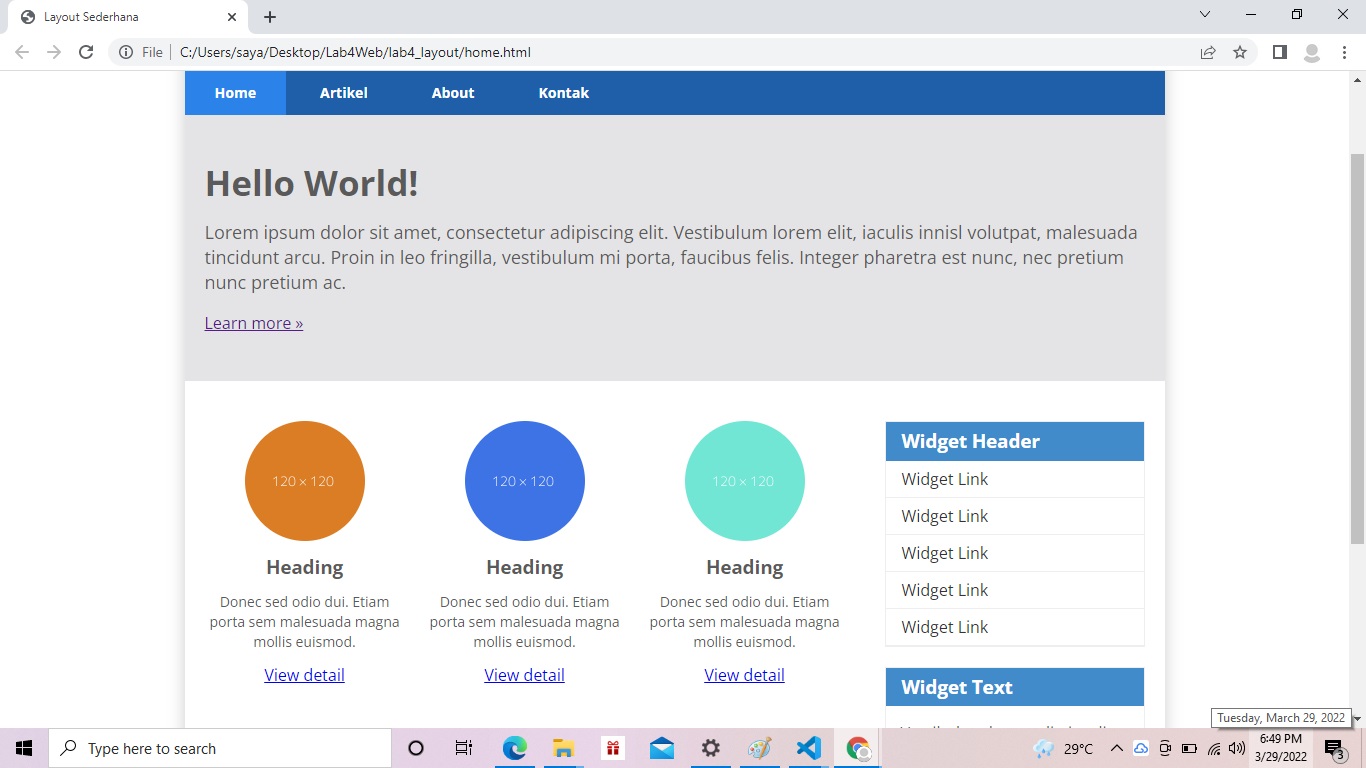 Layout Sederhana
File
C:/Users/saya/Desktop/Lab4Web/lab4_layout/home.html
Home Artikel About Kontak
Hello World!
Lorem ipsum dolor sit amet, consectetur adipiscing elit. Vestibulum lorem elit, iaculis innisl volutpat, malesuada
tincidunt arcu. Proin in leo fringilla, vestibulum mi porta, faucibus felis. Integer pharetra est nunc, nec pretium
nunc pretium ac.
Learn more »
120 × 120
Heading
Donec sed odio dui. Etiam
porta sem malesuada magna
mollis euismod.
View detail
120 × 120
Heading
Donec sed odio dui. Etiam
porta sem malesuada magna
mollis euismod.
View detail
120 × 120
Heading
Donec sed odio dui. Etiam
porta sem malesuada magna
mollis euismod.
View detail
Widget Header
Widget Link
Widget Link
Widget Link
Widget Link
Widget Link
Widget Text
Tuesday, March 29, 2022
Type here to search
29°C
6:49 PM
3/29/2022
3